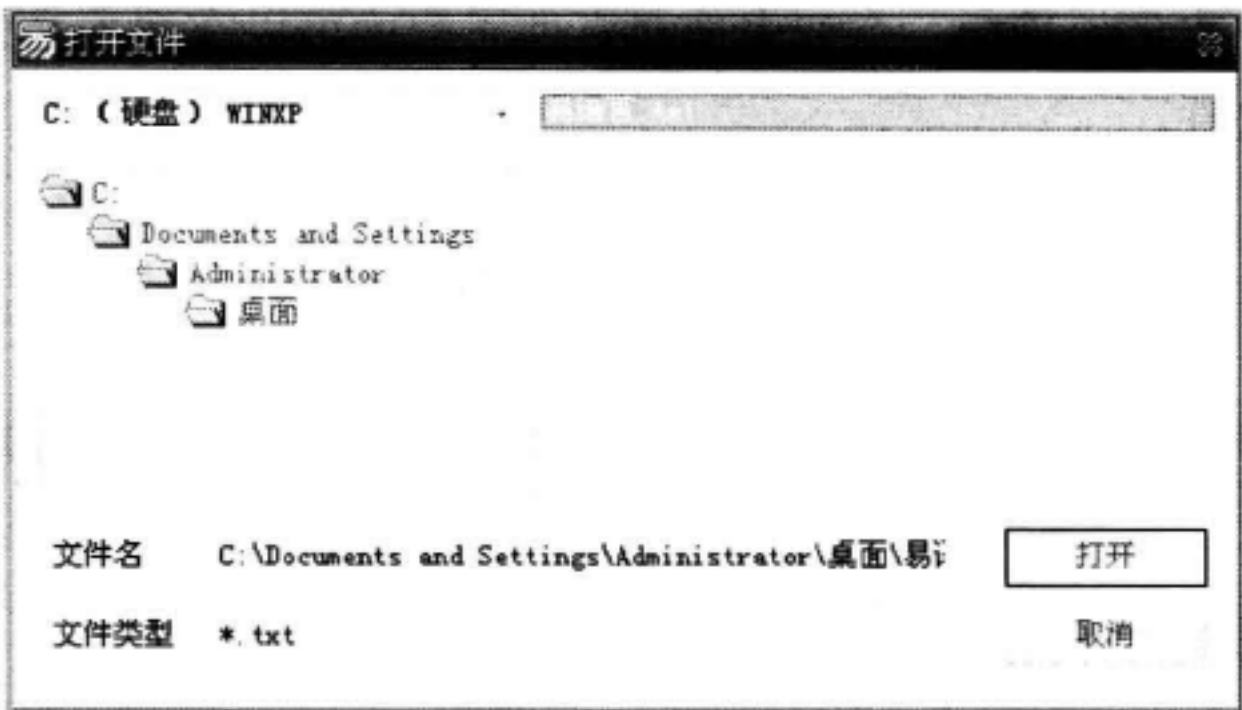 易 打开文件
C: (硬盘) WINXP
C:
Documents and Settings
Administrator
桌面
文件名 C:\Documents and Settings\Administrator\桌面\易
打开
文件类型 *.txt
取消